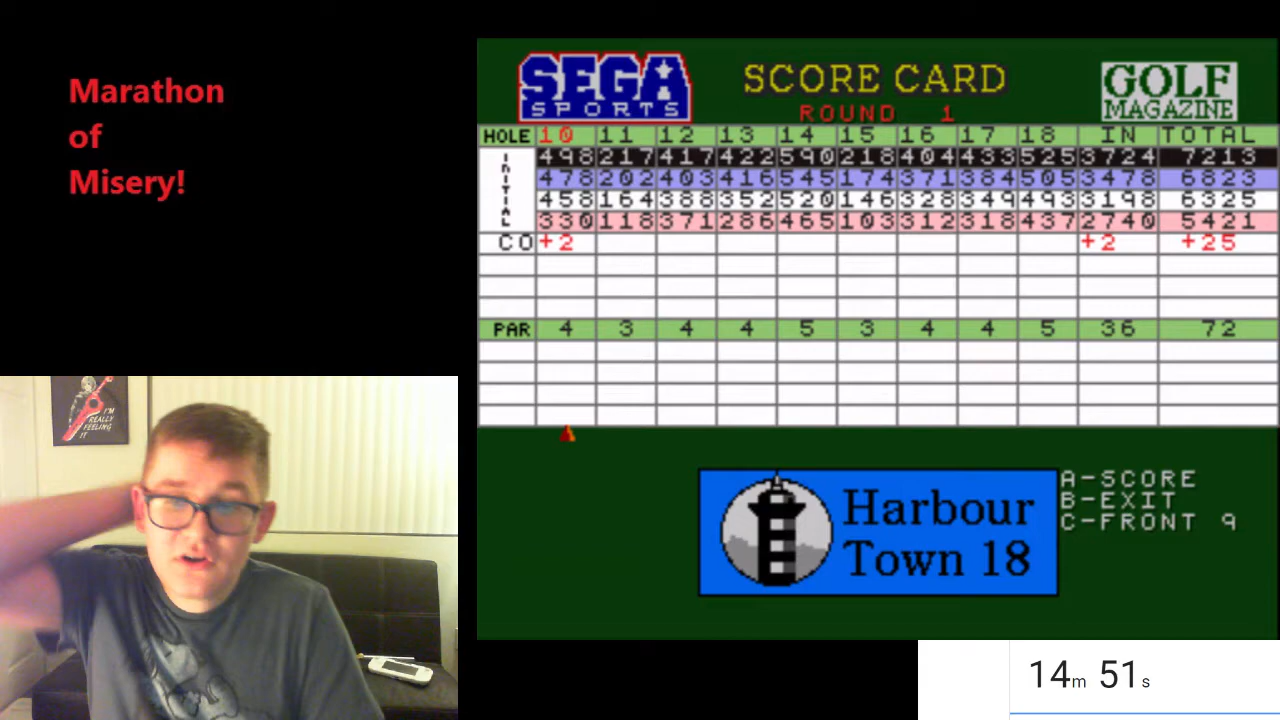 Marathon
of
Misery!
SEGA
SPORTS
SCORE CARD
ROUND 1
GOLF
MAGAZINE
HOLE 10 11 12 13 14 15 16 17 18 IN TOTAL
INITIAL
498 217 417 422 590 218 404 433 525 3724 7213
478 202 403 416 545 174 371 384 505 3478 6823
458 164 388 352 520 146 328 349 493 3198 6325
330 118 371 286 465 103 312 318 437 2740 5421
CO +2 +2 +25
PAR 4 3 4 4 5 3 4 4 5 36 72
I'M
REALLY
FEELING
IT
Harbour
Town 18
A-SCORE
B-EXIT
C-FRONT 9
14m 51s